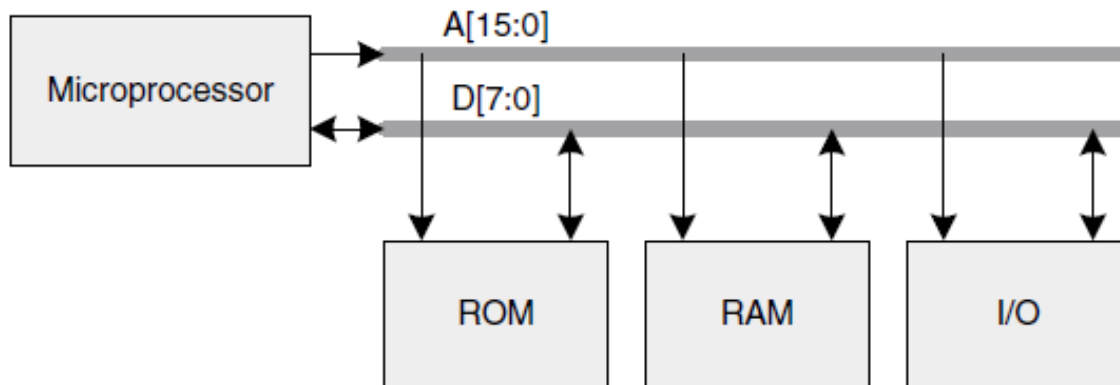 A[15:0]
Microprocessor
D[7:0]
ROM
RAM
I/O